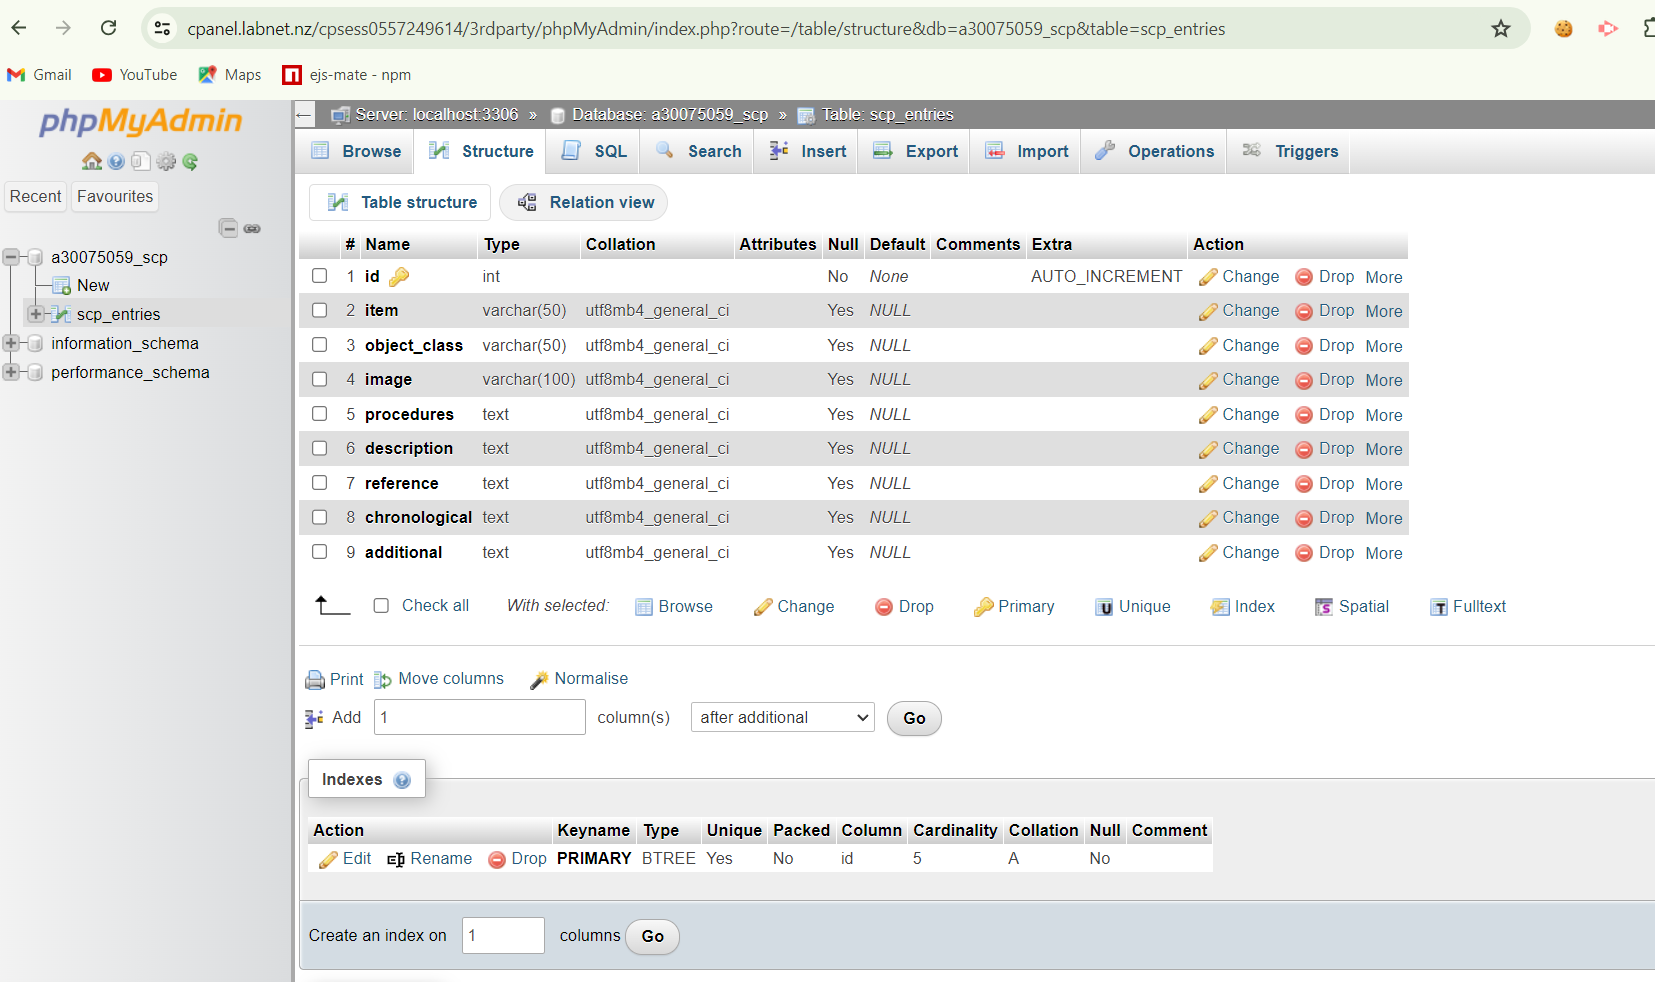 cpanel.labnet.nz/cpsess0557249614/3rdparty/phpMyAdmin/index.php?route=/table/structure&db=a30075059_scp&table=scp_entries
Gmail YouTube Maps ejs-mate - npm
phpMyAdmin
Recent Favourites
a30075059_scp
New
scp_entries
information_schema
performance_schema
Server: localhost:3306 » Database: a30075059_scp » Table: scp_entries
Browse Structure SQL Search Insert Export Import Operations Triggers
Table structure Relation view
# Name Type Collation Attributes Null Default Comments Extra Action
1 id int No None AUTO_INCREMENT Change Drop More
2 item varchar(50) utf8mb4_general_ci Yes NULL Change Drop More
3 object_class varchar(50) utf8mb4_general_ci Yes NULL Change Drop More
4 image varchar(100) utf8mb4_general_ci Yes NULL Change Drop More
5 procedures text utf8mb4_general_ci Yes NULL Change Drop More
6 description text utf8mb4_general_ci Yes NULL Change Drop More
7 reference text utf8mb4_general_ci Yes NULL Change Drop More
8 chronological text utf8mb4_general_ci Yes NULL Change Drop More
9 additional text utf8mb4_general_ci Yes NULL Change Drop More
Check all With selected: Browse Change Drop Primary Unique Index Spatial Fulltext
Print Move columns Normalise
Add 1 column(s) after additional Go
Indexes
Action Keyname Type Unique Packed Column Cardinality Collation Null Comment
Edit Rename Drop PRIMARY BTREE Yes No id 5 A No
Create an index on 1 columns Go